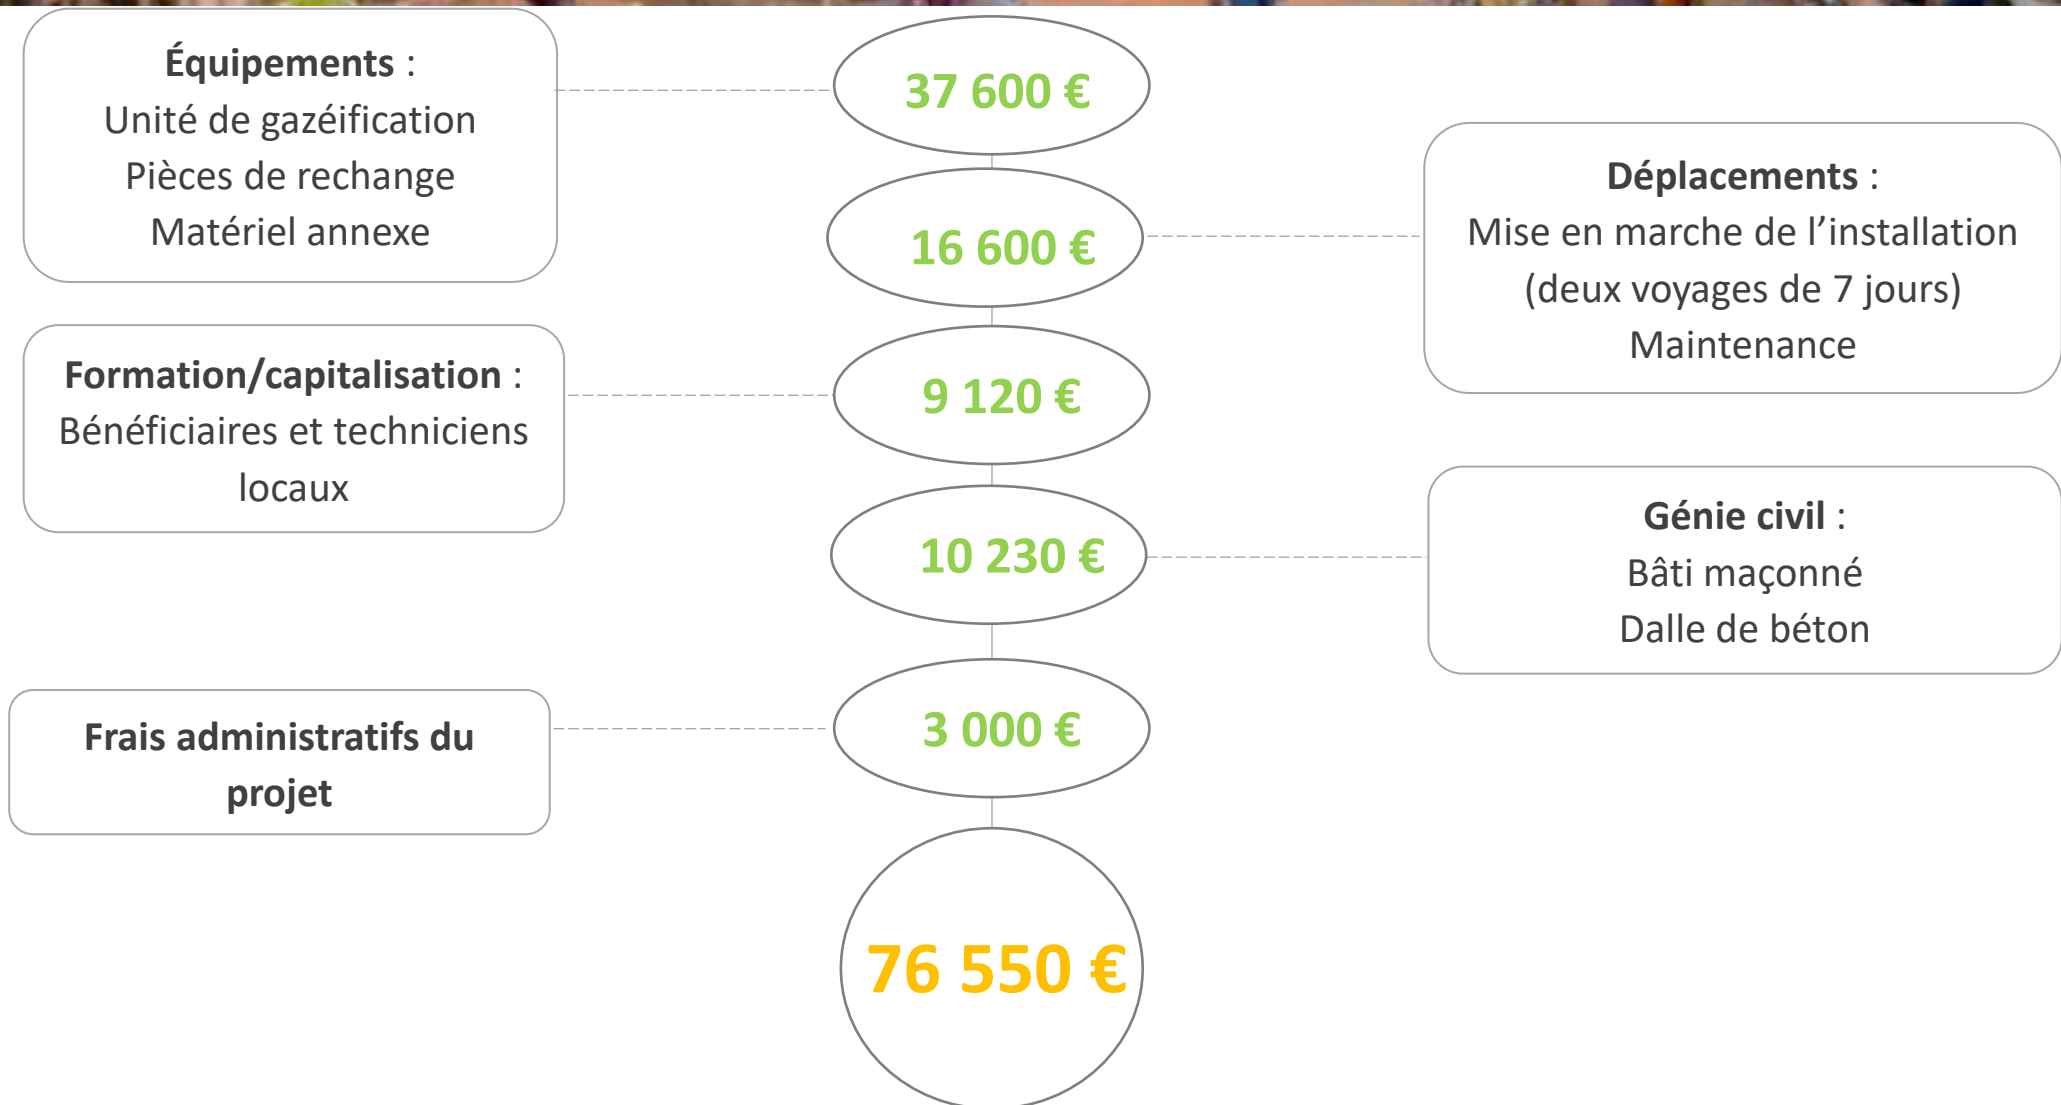 Équipements :
Unité de gazéification
Pièces de rechange
Matériel annexe
37 600 €
16 600 €
Déplacements :
Mise en marche de l’installation
(deux voyages de 7 jours)
Maintenance
Formation/capitalisation :
Bénéficiaires et techniciens
locaux
9 120 €
10 230 €
Génie civil :
Bâti maçonné
Dalle de béton
Frais administratifs du
projet
3 000 €
76 550 €